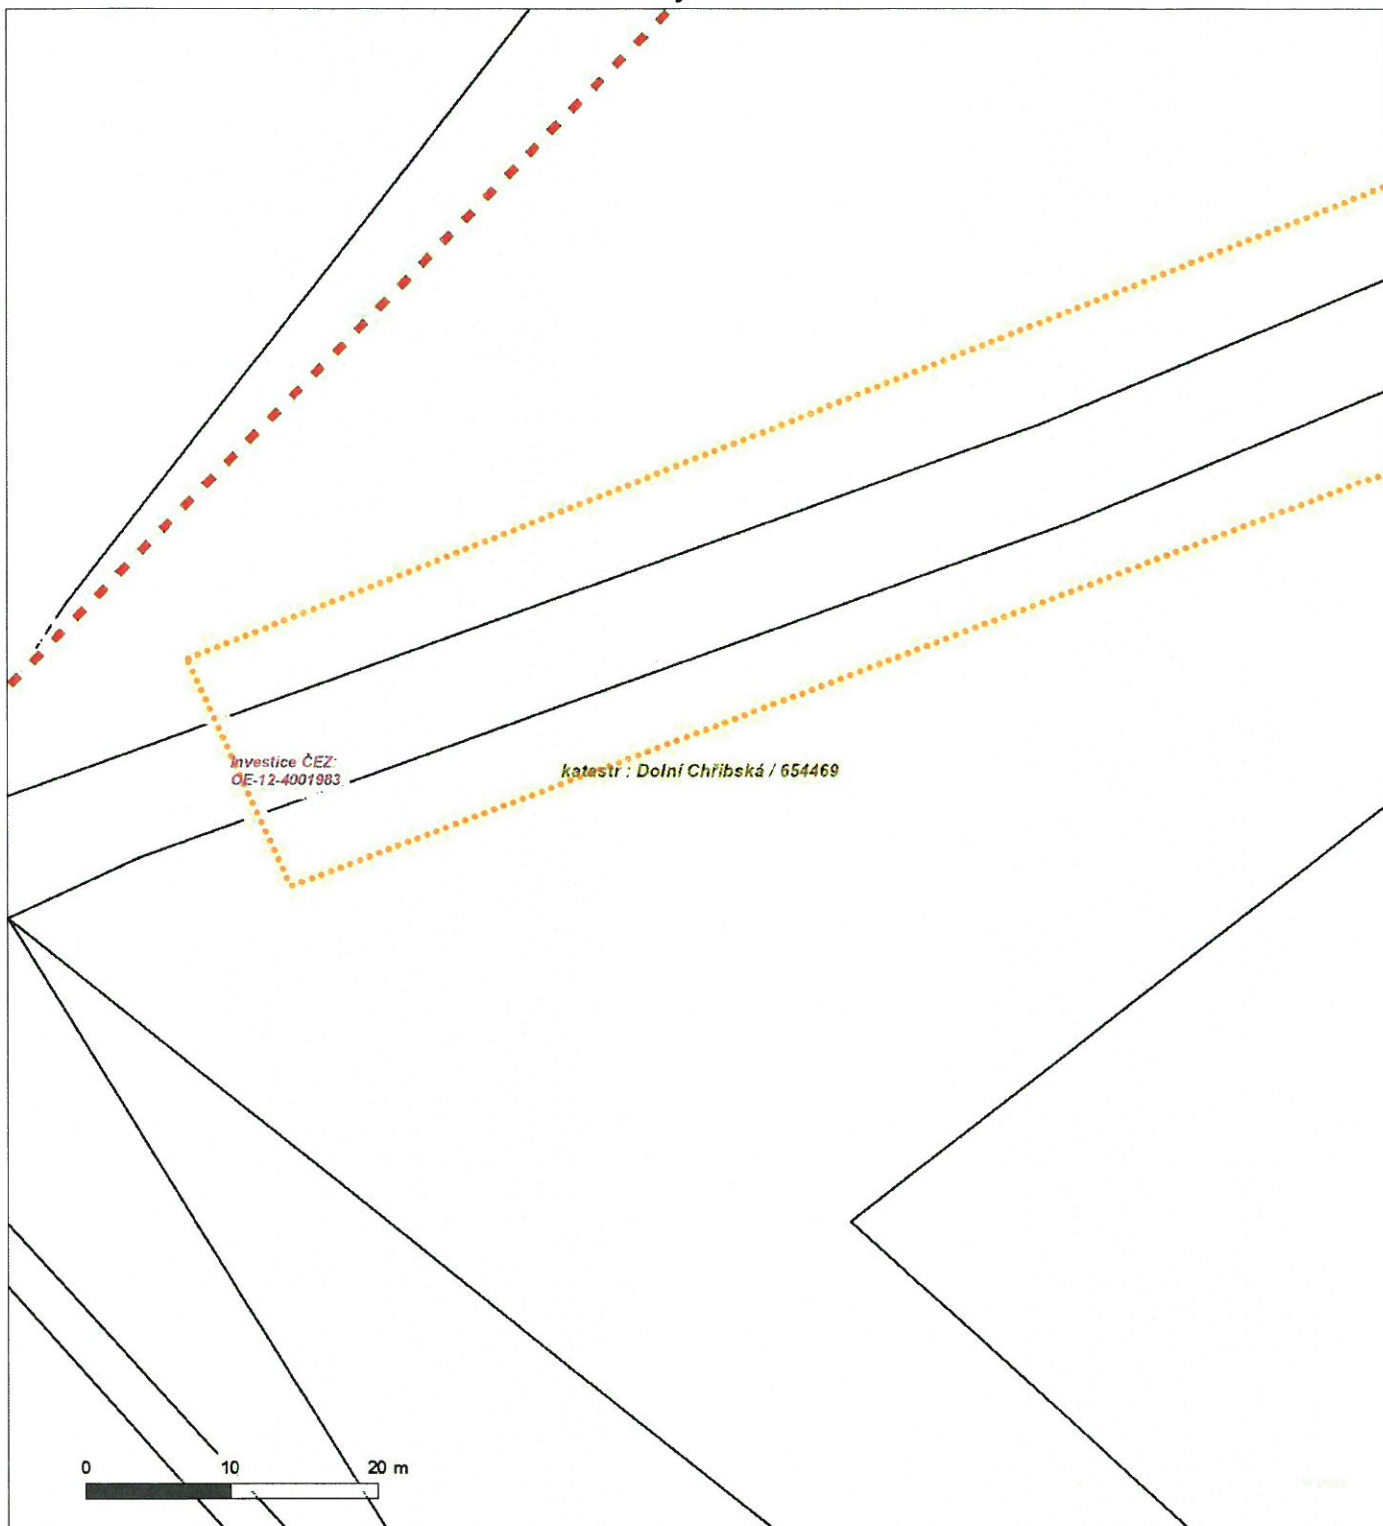 Investice ČEZ:
OE-12-4001983
katastr : Dolní Chřibská / 654469
0 10 20 m